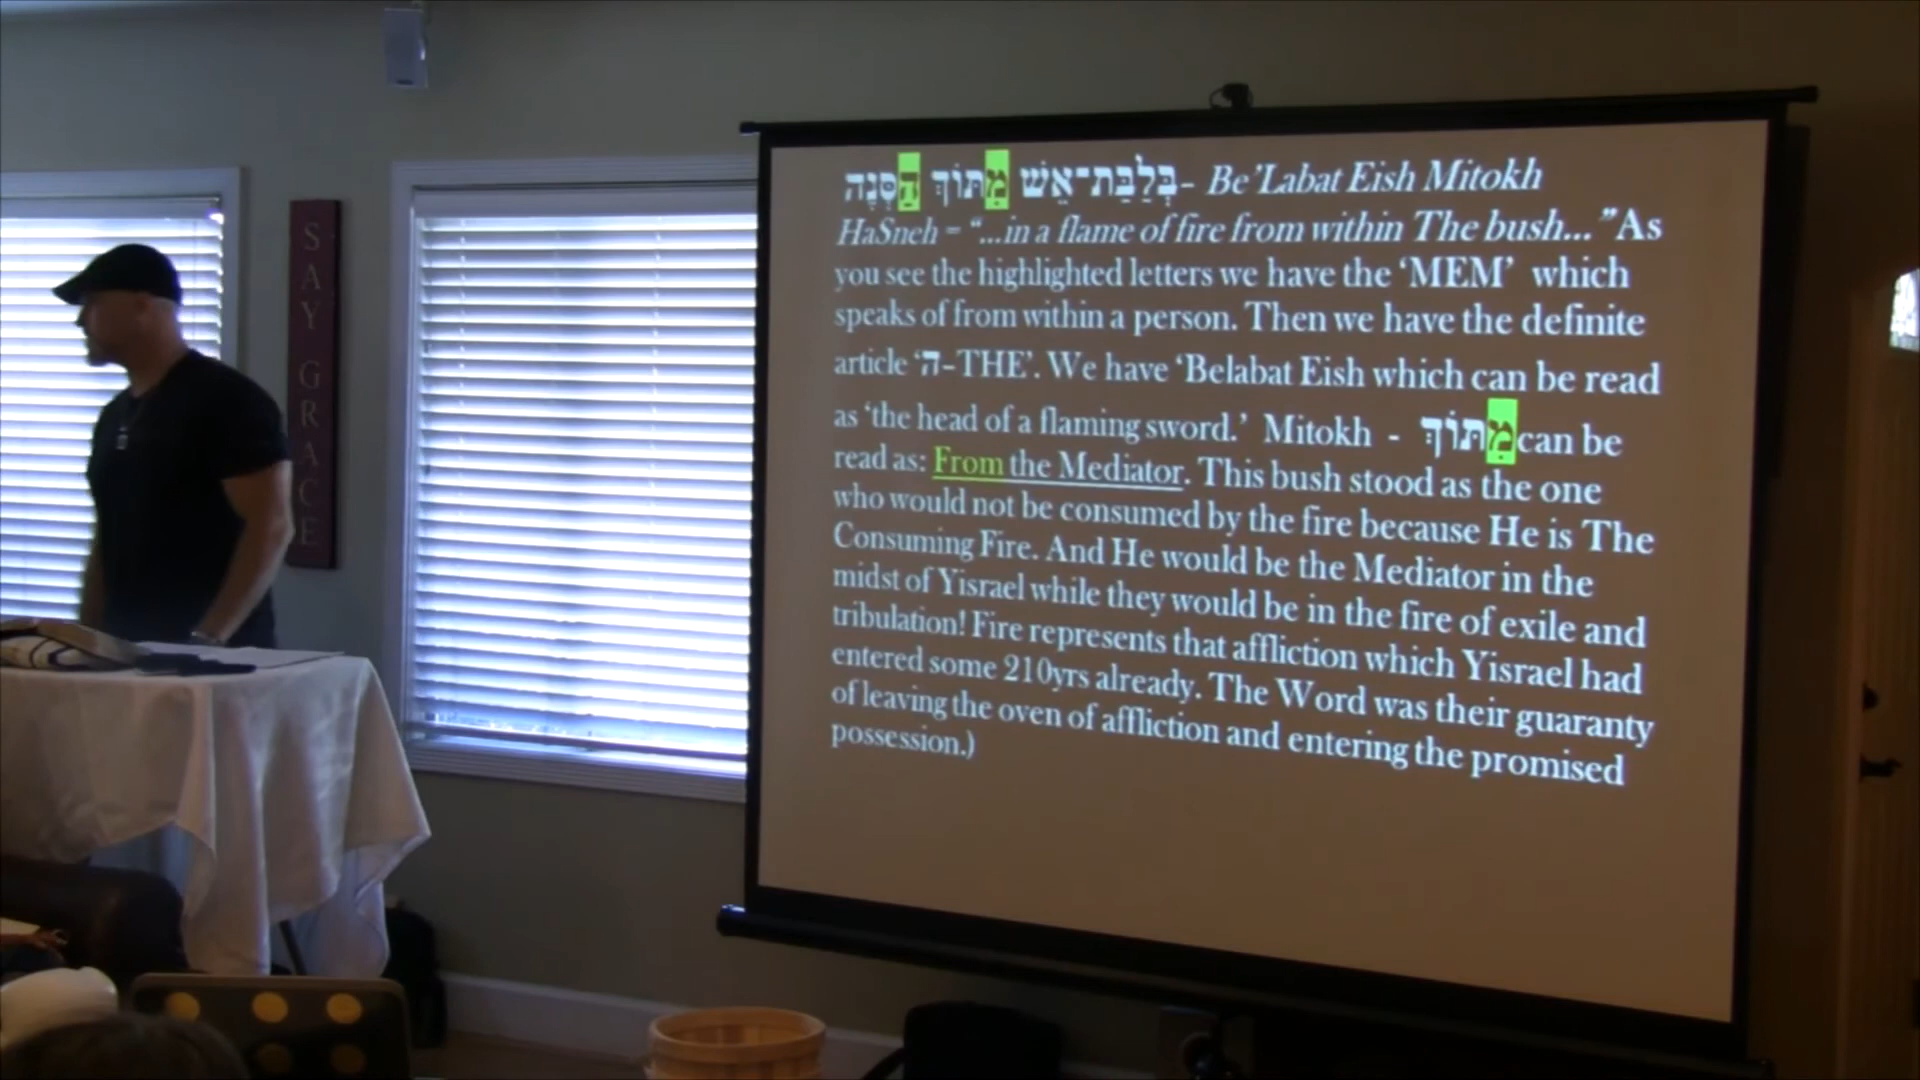 SAY GRACE
בְּלַבַּת־אֵשׁ מִתּוֹךְ הַסְּנֶה - Be'Labat Eish Mitokh
HaSneh = “...in a flame of fire from within The bush...” As
you see the highlighted letters we have the ‘MEM’ which
speaks of from within a person. Then we have the definite
article ‘ה-THE’. We have ‘Belabat Eish which can be read
as ‘the head of a flaming sword.’ Mitokh - מִתּוֹךְ can be
read as: From the Mediator. This bush stood as the one
who would not be consumed by the fire because He is The
Consuming Fire. And He would be the Mediator in the
midst of Yisrael while they would be in the fire of exile and
tribulation! Fire represents that affliction which Yisrael had
entered some 210yrs already. The Word was their guaranty
of leaving the oven of affliction and entering the promised
possession.)